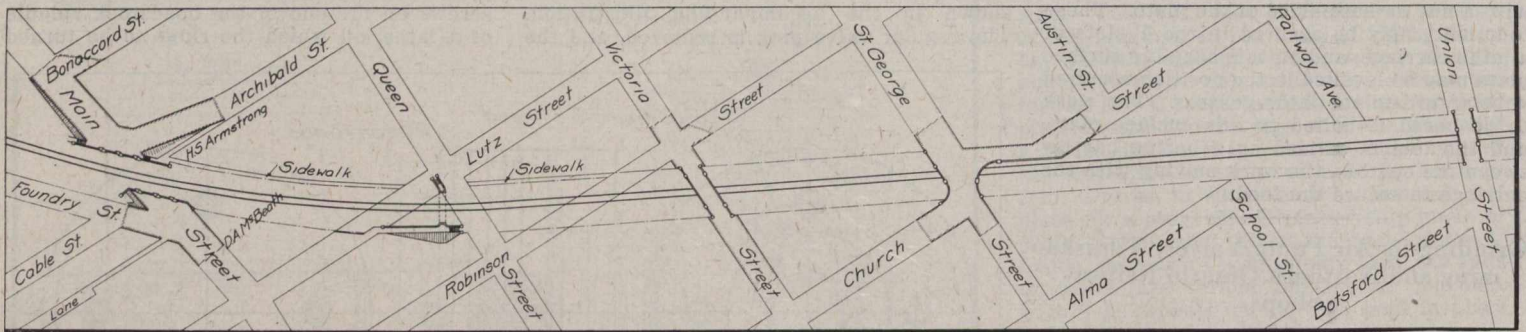 Bonaccord St.
Main
Archibald St.
H.S. Armstrong
Queen
Sidewalk
Lutz Street
Sidewalk
Victoria
Street
St. George
Austin St.
Street
Railway Ave.
Union
Foundry
St.
Cable St.
Lane
Street
D.A. McBeath
Robinson
Street
Street
Church
Street
Alma Street
School St.
Botsford Street
Street